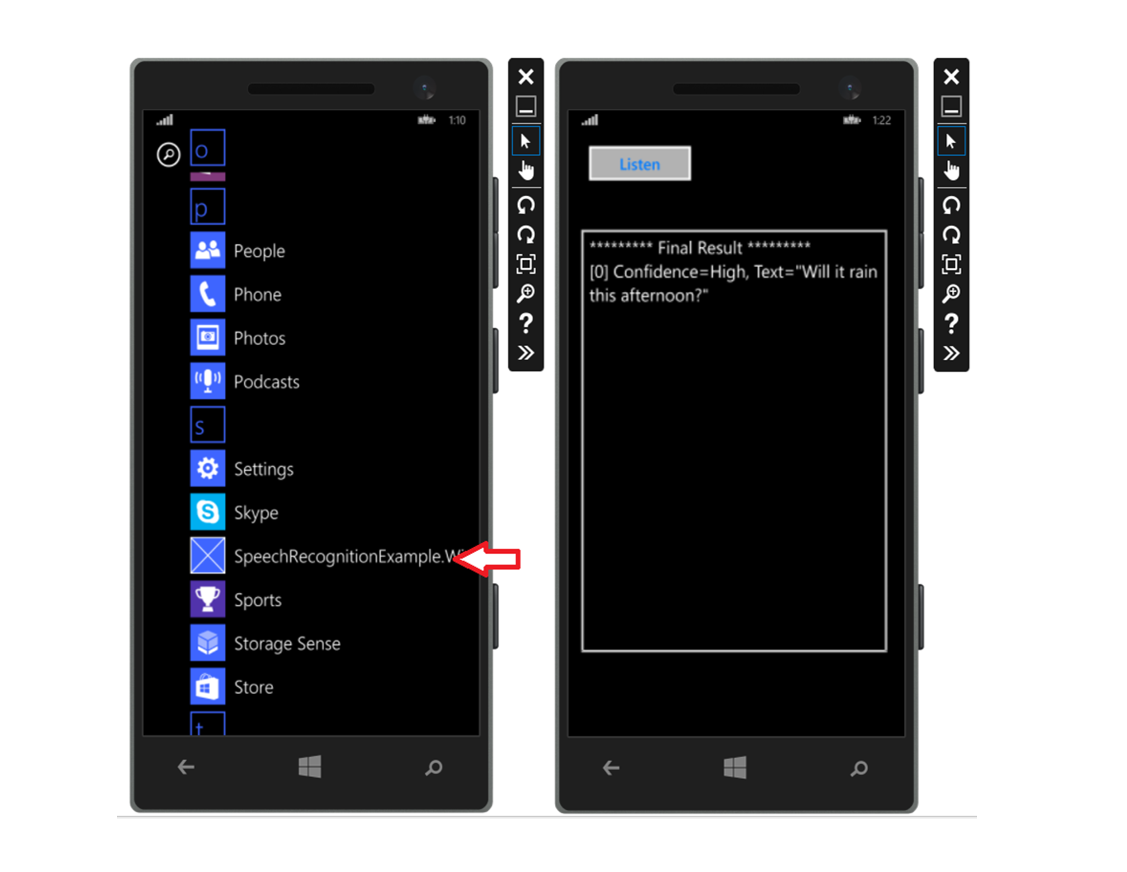 1:10
o
p
People
Phone
Photos
Podcasts
s
Settings
Skype
SpeechRecognitionExample.Wi
Sports
Storage Sense
Store
t
1:22
Listen
********* Final Result *********
[0] Confidence=High, Text="Will it rain
this afternoon?"